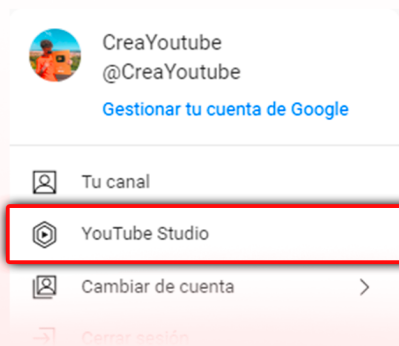 CreaYoutube
@CreaYoutube
Gestionar tu cuenta de Google
Tu canal
YouTube Studio
Cambiar de cuenta
Cerrar sesión